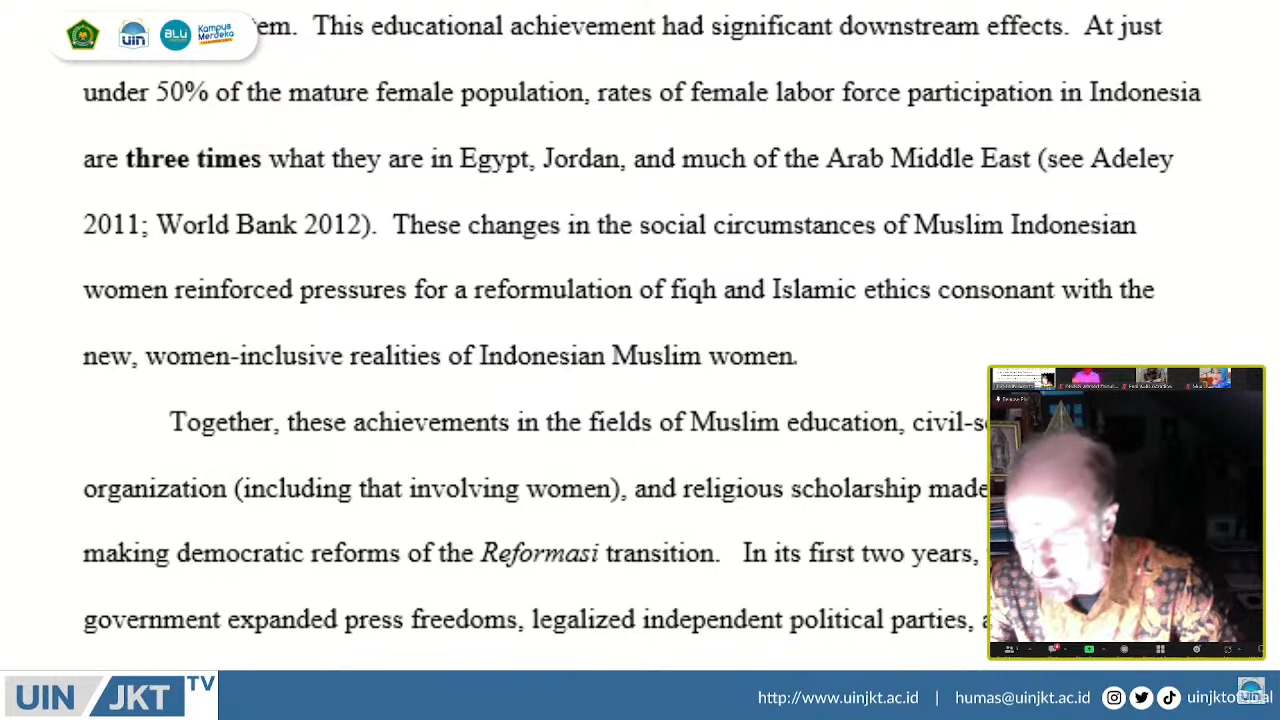 tem.  This educational achievement had significant downstream effects.  At just
under 50% of the mature female population, rates of female labor force participation in Indonesia
are three times what they are in Egypt, Jordan, and much of the Arab Middle East (see Adeley
2011; World Bank 2012).  These changes in the social circumstances of Muslim Indonesian
women reinforced pressures for a reformulation of fiqh and Islamic ethics consonant with the
new, women-inclusive realities of Indonesian Muslim women.
Together, these achievements in the fields of Muslim education, civil-s
organization (including that involving women), and religious scholarship made
making democratic reforms of the Reformasi transition.   In its first two years,
government expanded press freedoms, legalized independent political parties,
uin
BLU
Kampus
Merdeka
UIN JKT TV
http://www.uinjkt.ac.id | humas@uinjkt.ac.id